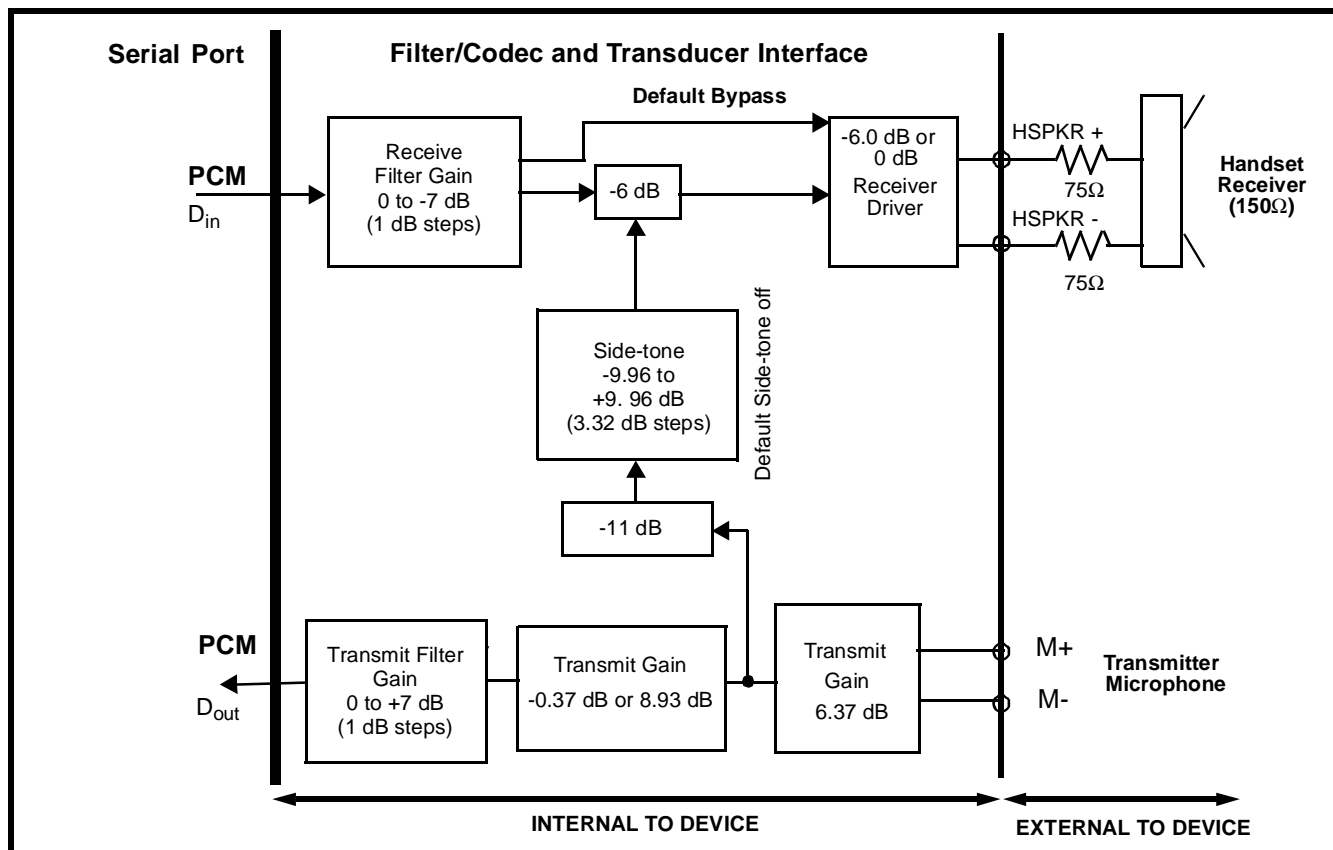 Serial Port
Filter/Codec and Transducer Interface
Default Bypass
PCM
Din
Receive
Filter Gain
0 to -7 dB
(1 dB steps)
-6 dB
-6.0 dB or
0 dB
Receiver
Driver
HSPKR +
75Ω
HSPKR -
75Ω
Handset
Receiver
(150Ω)
Side-tone
-9.96 to
+9. 96 dB
(3.32 dB steps)
Default Side-tone off
-11 dB
PCM
Dout
Transmit Filter
Gain
0 to +7 dB
(1 dB steps)
Transmit Gain
-0.37 dB or 8.93 dB
Transmit
Gain
6.37 dB
M+
M-
Transmitter
Microphone
INTERNAL TO DEVICE
EXTERNAL TO DEVICE